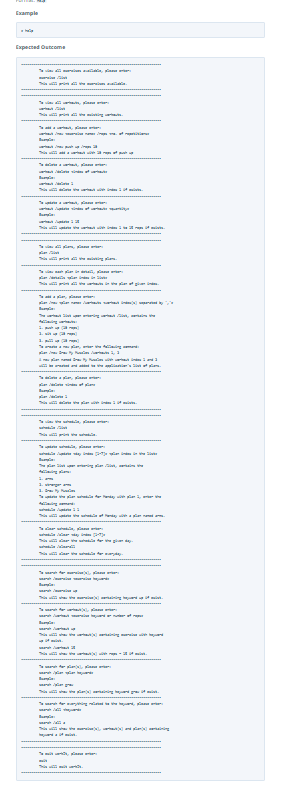 Format: help
Example
> help
Expected Outcome
To view all exercises available, please enter:
exercise /list
This will print all the exercises available.
To view all workouts, please enter:
workout /list
This will print all the existing workouts.
To add a workout, please enter:
workout /new <exercise name> /reps <no. of repetitions>
Example:
workout /new push up /reps 15
This will add a workout with 15 reps of push up
To delete a workout, please enter:
workout /delete <index of workout>
Example:
workout /delete 1
This will delete the workout with index 1 if exists.
To update a workout, please enter:
workout /update <index of workout> <quantity>
Example:
workout /update 1 15
This will update the workout with index 1 to 15 reps if exists.
To view all plans, please enter:
plan /list
This will print all the existing plans.
To view each plan in detail, please enter:
plan /details <plan index in list>
This will print all the workouts in the plan of given index.
To add a plan, please enter:
plan /new <plan name> /workouts <workout index(s) separated by ','>
Example:
The workout list upon entering workout /list, contains the
following workouts:
1. push up (15 reps)
2. sit up (15 reps)
3. pull up (15 reps)
To create a new plan, enter the following command:
plan /new Grow My Muscles /workouts 1, 3
A new plan named Grow My Muscles with workout index 1 and 3
will be created and added to the application's list of plans.
To delete a plan, please enter:
plan /delete <index of plan>
Example:
plan /delete 1
This will delete the plan with index 1 if exists.
To view the schedule, please enter:
schedule /list
This will print the schedule.
To update schedule, please enter:
schedule /update <day index [1-7]> <plan index in the list>
Example:
The plan list upon entering plan /list, contains the
following plans:
1. arms
2. stronger arms
3. Grow My Muscles
To update the plan schedule for Monday with plan 1, enter the
following command:
schedule /update 1 1
This will update the schedule of Monday with a plan named arms.
To clear schedule, please enter:
schedule /clear <day index [1-7]>
This will clear the schedule for the given day.
schedule /clearall
This will clear the schedule for everyday.
To search for exercise(s), please enter:
search /exercise <exercise keyword>
Example:
search /exercise up
This will show the exercise(s) containing keyword up if exist.
To search for workout(s), please enter:
search /workout <exercise keyword or number of reps>
Example:
search /workout up
This will show the workout(s) containing exercise with keyword
up if exist.
search /workout 15
This will show the workout(s) with reps = 15 if exist.
To search for plan(s), please enter:
search /plan <plan keyword>
Example:
search /plan grow
This will show the plan(s) containing keyword grow if exist.
To search for everything related to the keyword, please enter:
search /all <keyword>
Example:
search /all a
This will show the exercise(s), workout(s) and plan(s) containing
keyword a if exist.
To exit werkIt, please enter:
exit
This will exit werkIt.